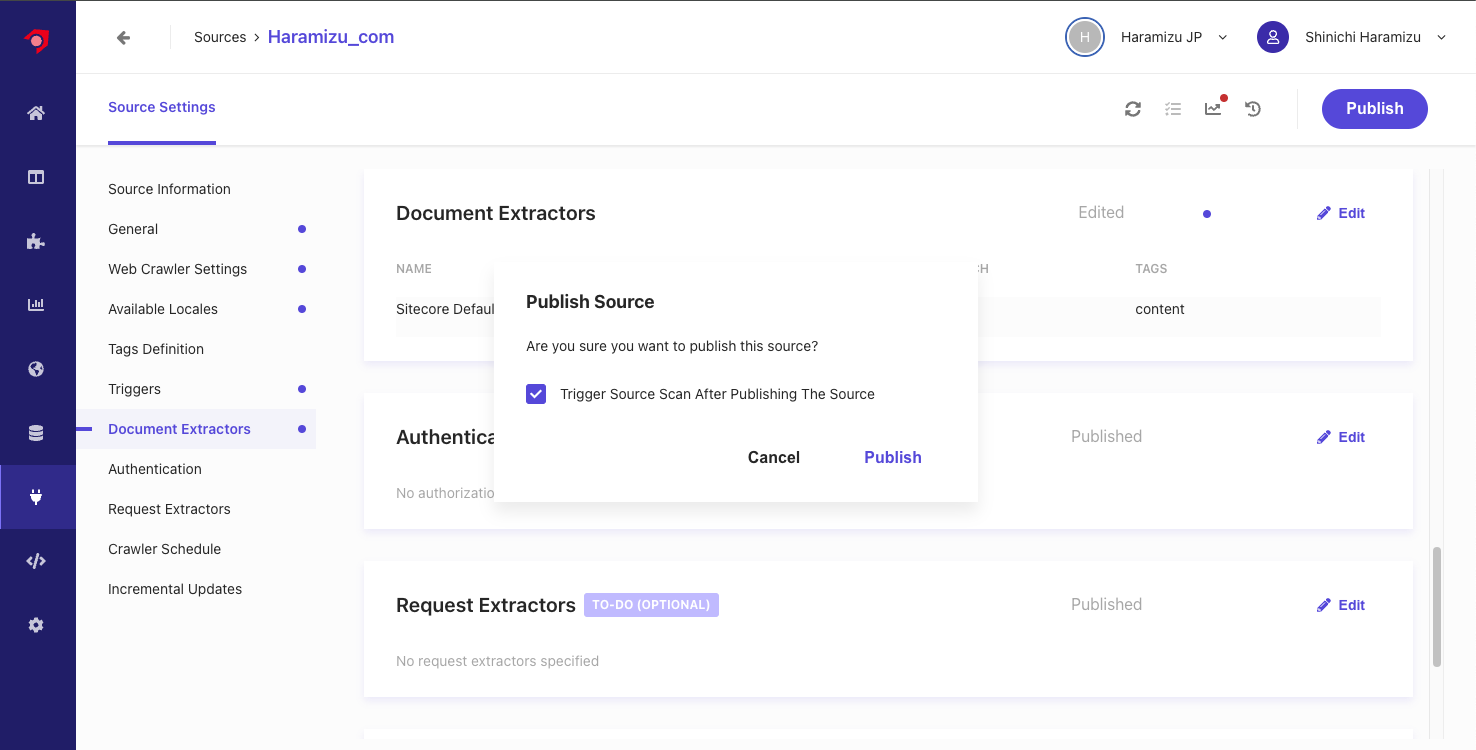 Sources > Haramizu_com
H
Haramizu JP
Shinichi Haramizu
Source Settings
Publish
Source Information
General
Web Crawler Settings
Available Locales
Tags Definition
Triggers
Document Extractors
Authentication
Request Extractors
Crawler Schedule
Incremental Updates
Document Extractors
Edited
Edit
NAME
CH
TAGS
Sitecore Defaul
content
Publish Source
Are you sure you want to publish this source?
Trigger Source Scan After Publishing The Source
Cancel
Publish
Authentica
Published
Edit
No authorizatio
Request Extractors
TO-DO (OPTIONAL)
Published
Edit
No request extractors specified